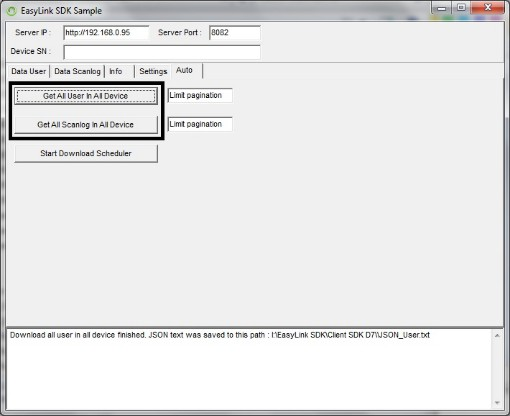 EasyLink SDK Sample
Server IP : http://192.168.0.95 Server Port : 8082
Device SN :
Data User Data Scanlog Info Settings Auto
Get All User In All Device Limit pagination
Get All Scanlog In All Device Limit pagination
Start Download Scheduler
Download all user in all device finished. JSON text was saved to this path : I:\EasyLink SDK\Client SDK D7\JSON_User.txt